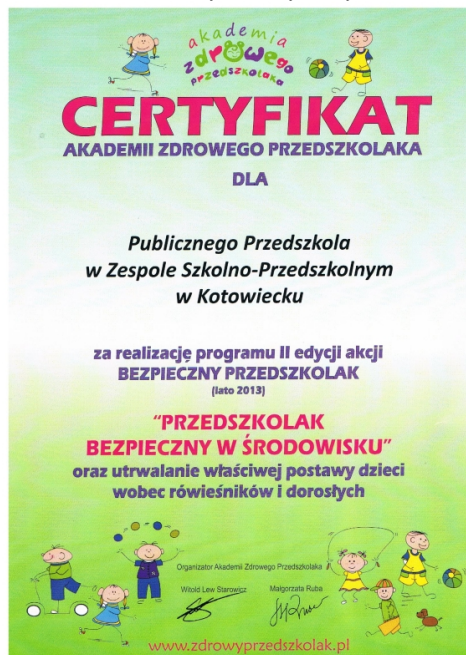 akademia
zdrowego
przedszkolaka
CERTYFIKAT
AKADEMII ZDROWEGO PRZEDSZKOLAKA
DLA
Publicznego Przedszkola
w Zespole Szkolno-Przedszkolnym
w Kotowiecku
za realizację programu II edycji akcji
BEZPIECZNY PRZEDSZKOLAK
(lato 2013)
“PRZEDSZKOLAK
BEZPIECZNY W ŚRODOWISKU”
oraz utrwalanie właściwej postawy dzieci
wobec rówieśników i dorosłych
Organizator Akademii Zdrowego Przedszkolaka
Witold Lew Starowicz Małgorzata Ruba
www.zdrowyprzedszkolak.pl